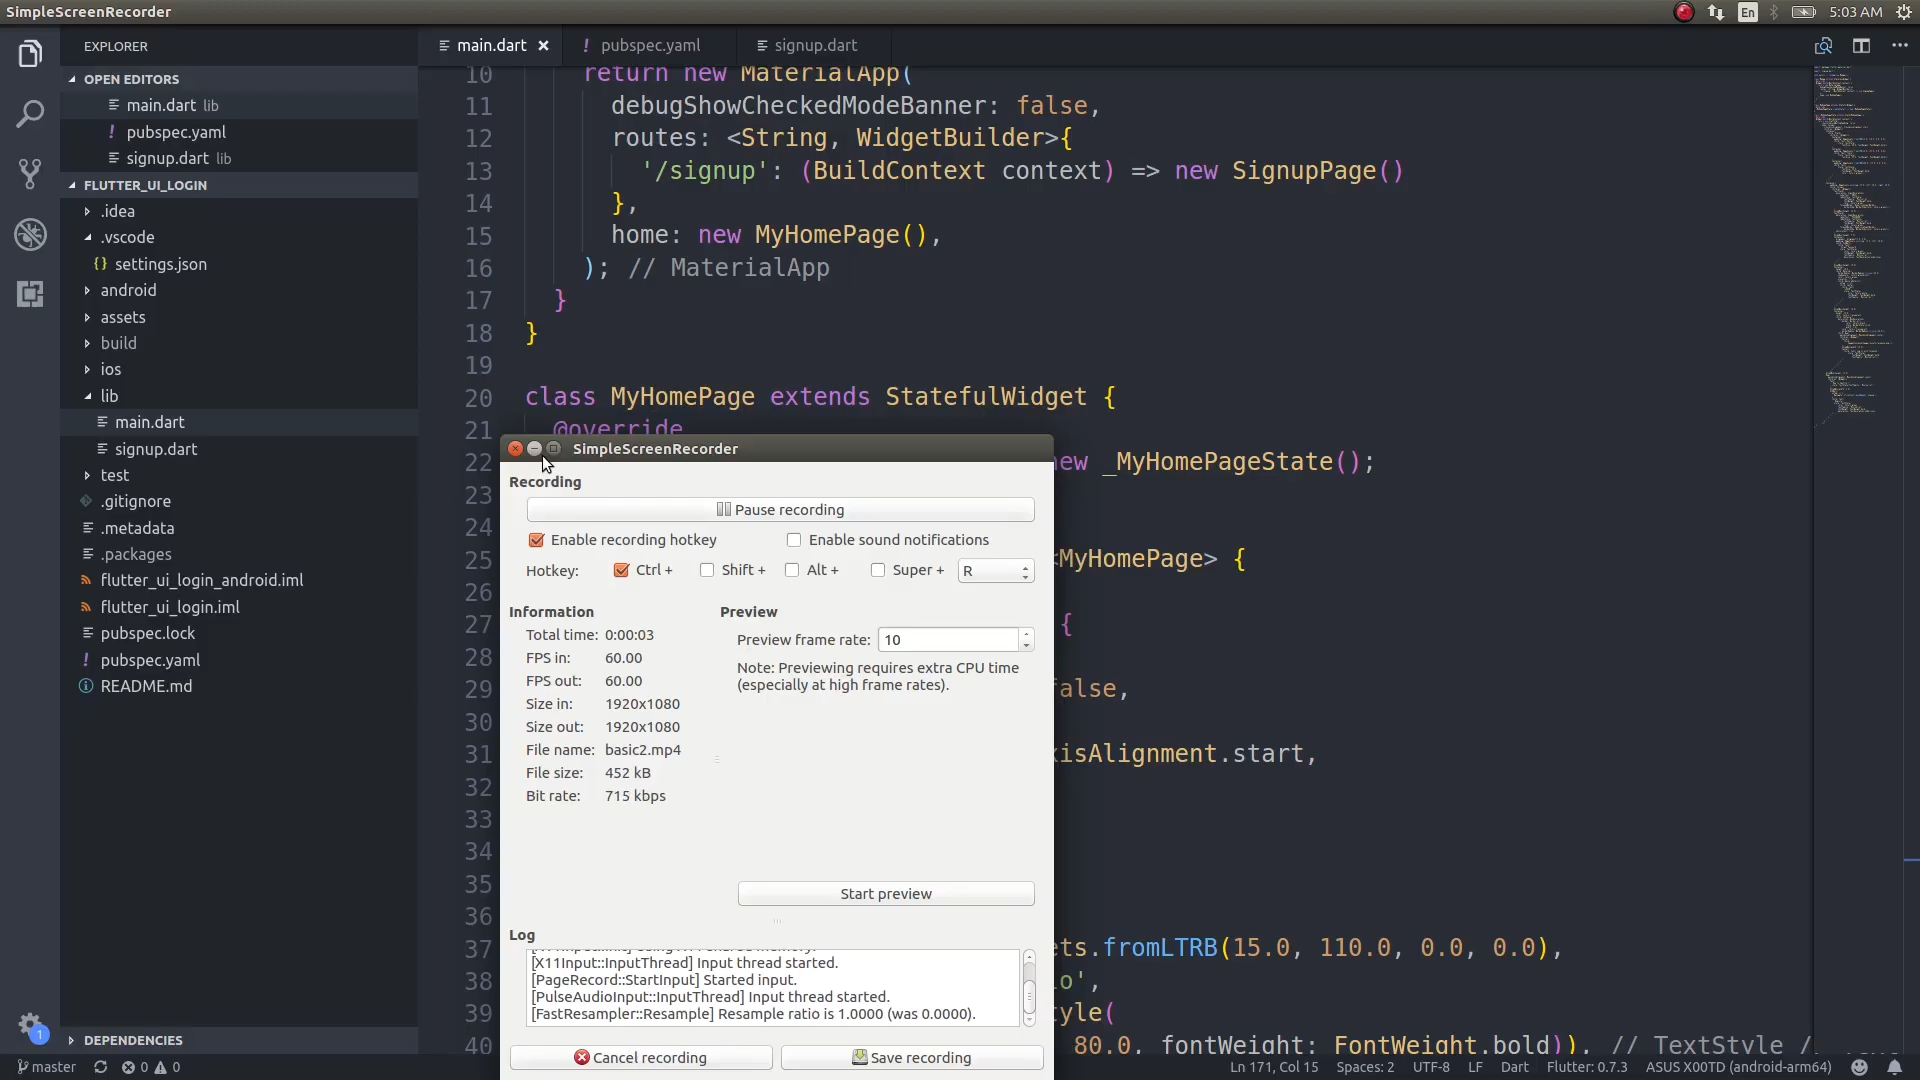 SimpleScreenRecorder
En
5:03 AM
EXPLORER
OPEN EDITORS
main.dart lib
! pubspec.yaml
signup.dart lib
FLUTTER_UI_LOGIN
.idea
.vscode
{} settings.json
android
assets
build
ios
lib
main.dart
signup.dart
test
.gitignore
.metadata
.packages
flutter_ui_login_android.iml
flutter_ui_login.iml
pubspec.lock
! pubspec.yaml
README.md
DEPENDENCIES
1
main.dart
! pubspec.yaml
signup.dart
10 return new MaterialApp(
11 debugShowCheckedModeBanner: false,
12 routes: <String, WidgetBuilder>{
13 '/signup': (BuildContext context) => new SignupPage()
14 },
15 home: new MyHomePage(),
16 ); // MaterialApp
17 }
18 }
19
20 class MyHomePage extends StatefulWidget {
21 @override
22 new _MyHomePageState();
23
24
25 MyHomePage> {
26
27 {
28
29 false,
30
31 xisAlignment.start,
32
33
34
35
36
37 ts.fromLTRB(15.0, 110.0, 0.0, 0.0),
38 o',
39 tyle(
40 80.0, fontWeight: FontWeight.bold)), // TextStyle /
SimpleScreenRecorder
Recording
Pause recording
Enable recording hotkey
Enable sound notifications
Hotkey: Ctrl + Shift + Alt + Super + R
Information
Total time: 0:00:03
FPS in: 60.00
FPS out: 60.00
Size in: 1920x1080
Size out: 1920x1080
File name: basic2.mp4
File size: 452 kB
Bit rate: 715 kbps
Preview
Preview frame rate: 10
Note: Previewing requires extra CPU time
(especially at high frame rates).
Start preview
Log
[X11Input::InputThread] Input thread started.
[PageRecord::StartInput] Started input.
[PulseAudioInput::InputThread] Input thread started.
[FastResampler::Resample] Resample ratio is 1.0000 (was 0.0000).
Cancel recording
Save recording
master
0
0
Ln 171, Col 15
Spaces: 2
UTF-8
LF
Dart
Flutter: 0.7.3
ASUS X00TD (android-arm64)